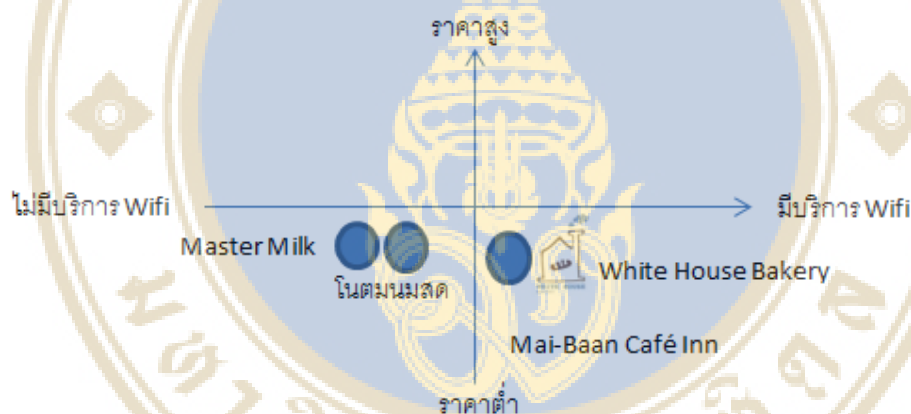 ราคาสูง
ไม่มีบริการ Wifi
มีบริการ Wifi
Master Milk
โนตมนมสด
White House Bakery
Mai-Baan Café Inn
ราคาต่ำ